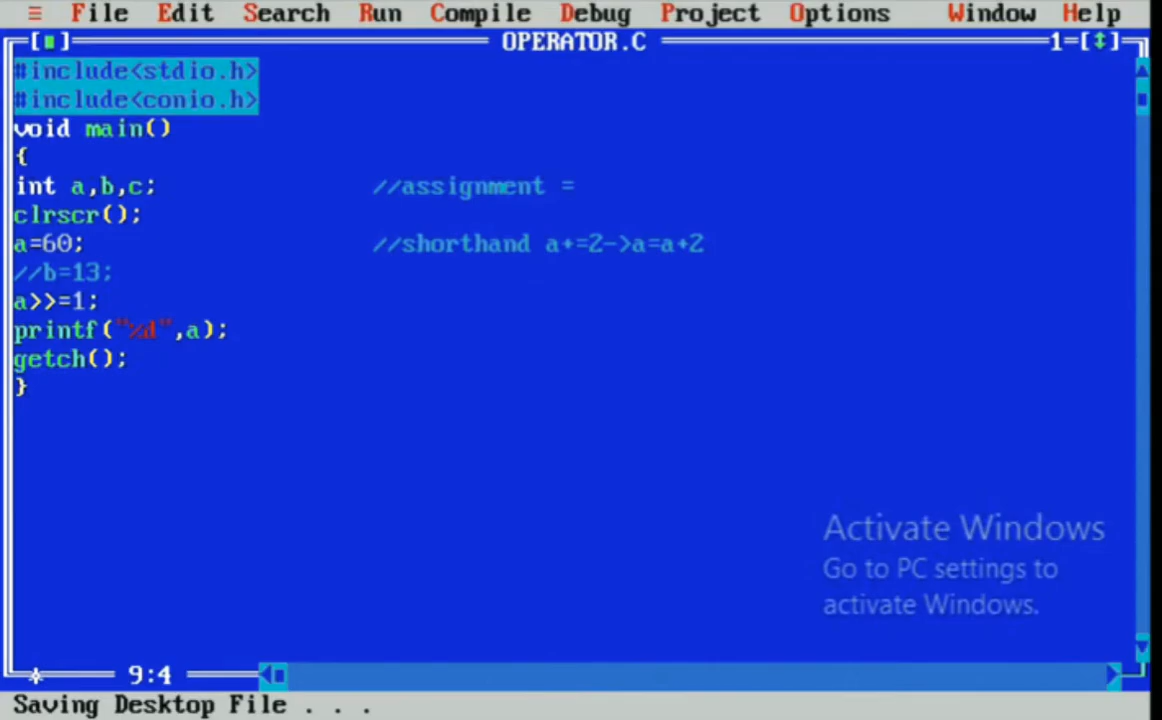 ≡ File Edit Search Run Compile Debug Project Options Window Help
[■] OPERATOR.C 1=[↕]
#include<stdio.h>
#include<conio.h>
void main()
{
int a,b,c; //assignment =
clrscr();
a=60; //shorthand a+=2->a=a+2
//b=13;
a>>=1;
printf("%d",a);
getch();
}
Activate Windows
Go to PC settings to
activate Windows.
9:4
Saving Desktop File . . .